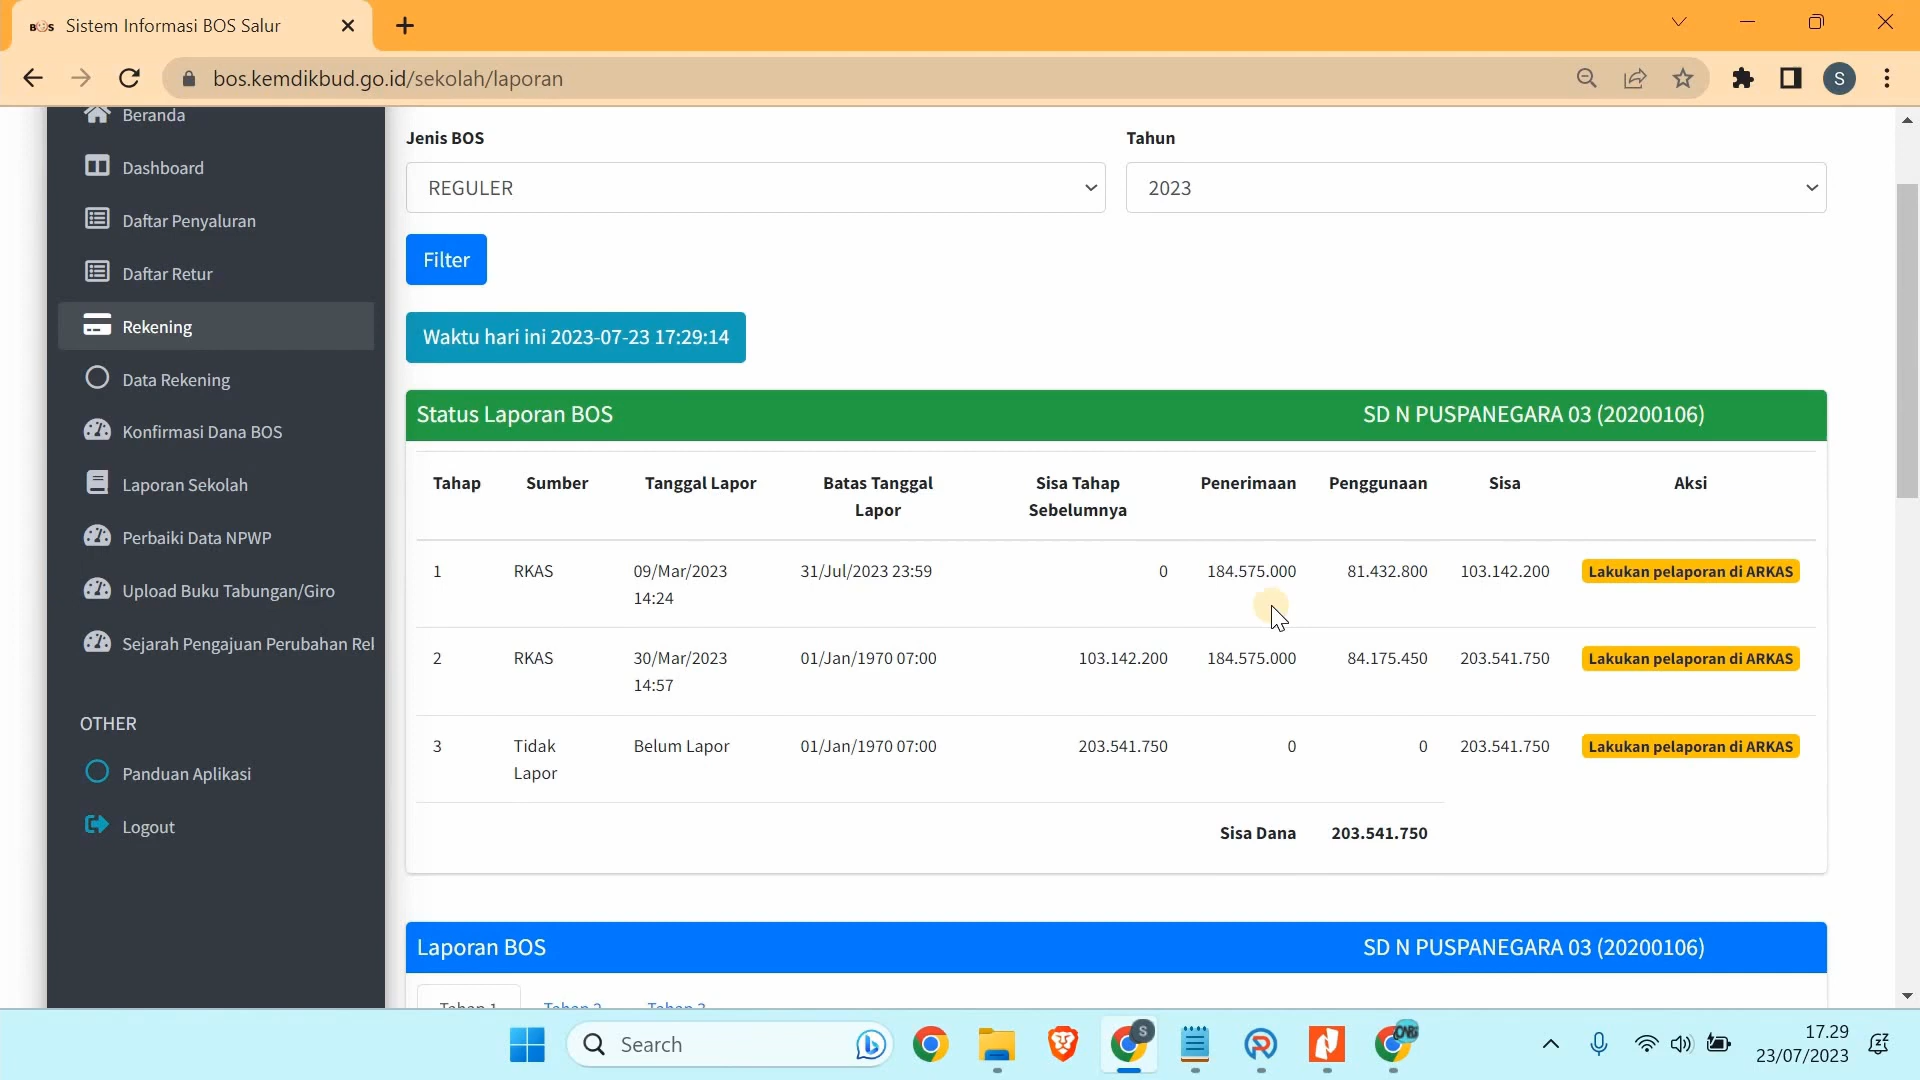 BOS Sistem Informasi BOS Salur
bos.kemdikbud.go.id/sekolah/laporan
S
Beranda
Dashboard
Daftar Penyaluran
Daftar Retur
Rekening
Data Rekening
Konfirmasi Dana BOS
Laporan Sekolah
Perbaiki Data NPWP
Upload Buku Tabungan/Giro
Sejarah Pengajuan Perubahan Rel
OTHER
Panduan Aplikasi
Logout
Jenis BOS Tahun
REGULER 2023
Filter
Waktu hari ini 2023-07-23 17:29:14
Status Laporan BOS SD N PUSPANEGARA 03 (20200106)
Tahap Sumber Tanggal Lapor Batas Tanggal Sisa Tahap Penerimaan Penggunaan Sisa Aksi
Lapor Sebelumnya
1 RKAS 09/Mar/2023 31/Jul/2023 23:59 0 184.575.000 81.432.800 103.142.200 Lakukan pelaporan di ARKAS
14:24
2 RKAS 30/Mar/2023 01/Jan/1970 07:00 103.142.200 184.575.000 84.175.450 203.541.750 Lakukan pelaporan di ARKAS
14:57
3 Tidak Belum Lapor 01/Jan/1970 07:00 203.541.750 0 0 203.541.750 Lakukan pelaporan di ARKAS
Lapor
Sisa Dana 203.541.750
Laporan BOS SD N PUSPANEGARA 03 (20200106)
Tahap 1 Tahap 2 Tahap 3
Search
S
17.29
23/07/2023